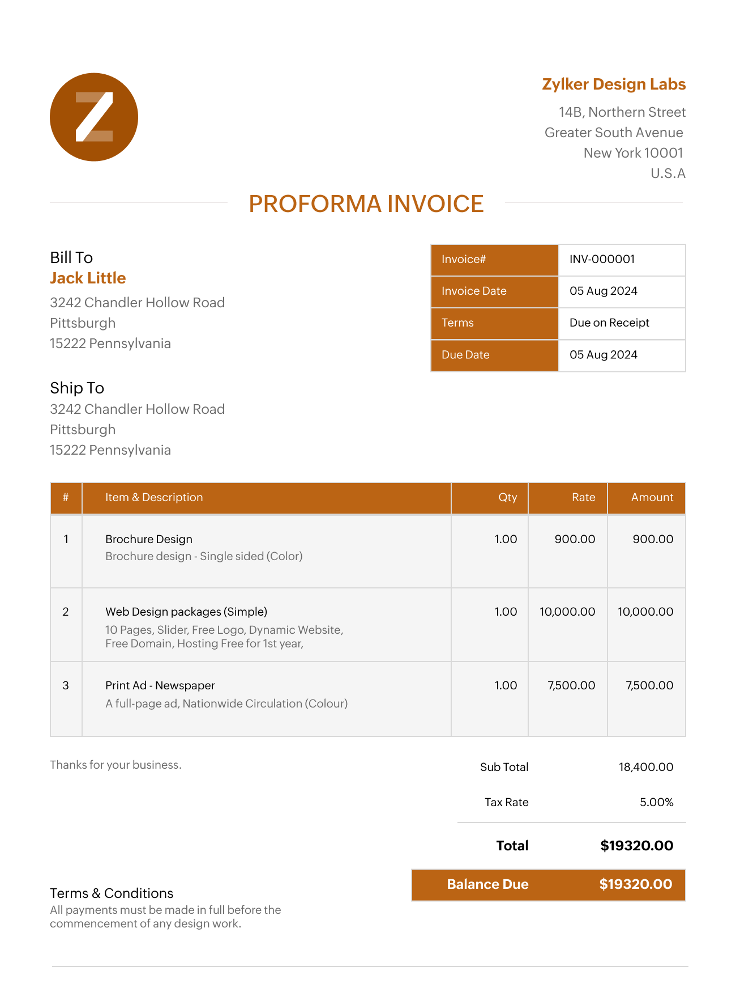 Z
Zylker Design Labs
14B, Northern Street
Greater South Avenue
New York 10001
U.S.A
PROFORMA INVOICE
Bill To
Jack Little
3242 Chandler Hollow Road
Pittsburgh
15222 Pennsylvania
Invoice# INV-000001
Invoice Date 05 Aug 2024
Terms Due on Receipt
Due Date 05 Aug 2024
Ship To
3242 Chandler Hollow Road
Pittsburgh
15222 Pennsylvania
# Item & Description Qty Rate Amount
1 Brochure Design 1.00 900.00 900.00
Brochure design - Single sided (Color)
2 Web Design packages (Simple) 1.00 10,000.00 10,000.00
10 Pages, Slider, Free Logo, Dynamic Website,
Free Domain, Hosting Free for 1st year,
3 Print Ad - Newspaper 1.00 7,500.00 7,500.00
A full-page ad, Nationwide Circulation (Colour)
Thanks for your business.
Sub Total 18,400.00
Tax Rate 5.00%
Total $19320.00
Balance Due $19320.00
Terms & Conditions
All payments must be made in full before the
commencement of any design work.